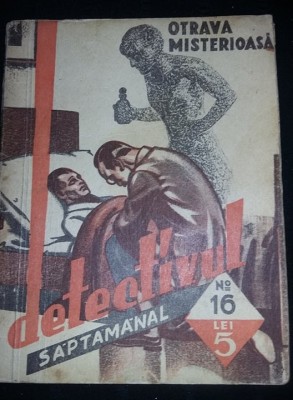 OTRAVA
MISTERIOASĂ
detectivul
SĂPTĂMÂNAL
No
16
LEI
5